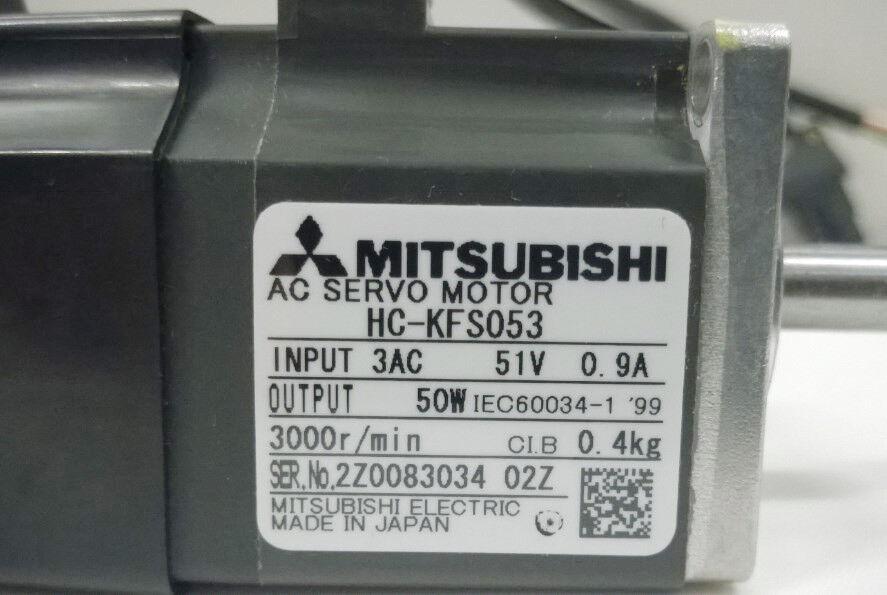 MITSUBISHI
AC SERVO MOTOR
HC-KFS053
INPUT 3AC 51V 0.9A
OUTPUT 50W IEC60034-1 '99
3000r/min CI.B 0.4kg
SER.No.2Z0083034 02Z
MITSUBISHI ELECTRIC
MADE IN JAPAN